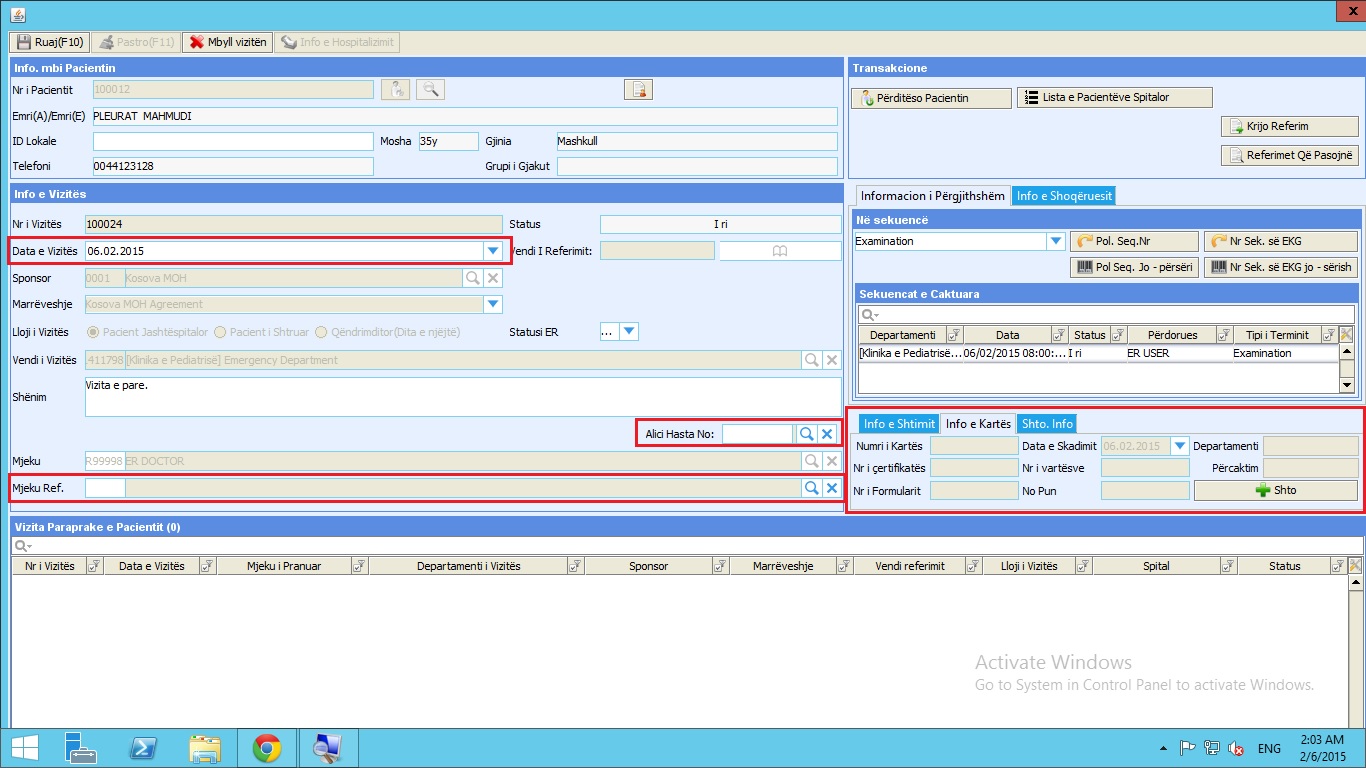 Ruaj(F10) Pastro(F11) Mbyll vizitën Info e Hospitalizimit
Info. mbi Pacientin
Nr i Pacientit 100012
Emri(A)/Emri(E) PLEURAT MAHMUDI
ID Lokale Mosha 35y Gjinia Mashkull
Telefoni 0044123128 Grupi i Gjakut
Transakcione
Përditëso Pacientin Lista e Pacientëve Spitalor
Krijo Referim
Referimet Që Pasojnë
Info e Vizitës
Nr i Vizitës 100024 Status I ri
Data e Vizitës 06.02.2015 Vendi I Referimit:
Sponsor 0001 Kosova MOH
Marrëveshje Kosova MOH Agreement
Lloji i Vizitës Pacient Jashtëspitalor Pacient i Shtruar Qëndrimditor(Dita e njëjtë) Statusi ER ...
Vendi i Vizitës .411798 [Klinika e Pediatrisë] Emergency Department
Shënim Vizita e pare.
Alici Hasta No:
Mjeku R99998 ER DOCTOR
Mjeku Ref.
Informacion i Përgjithshëm Info e Shoqëruesit
Në sekuencë
Examination Pol. Seq.Nr Nr Sek. së EKG
Pol Seq. Jo - përsëri Nr Sek. së EKG jo - sërish
Sekuencat e Caktuara
Departamenti Data Status Përdorues Tipi i Terminit
[Klinika e Pediatrisë... 06/02/2015 08:00:... I ri ER USER Examination
Info e Shtimit Info e Kartës Shto. Info
Numri i Kartës Data e Skadimit 06.02.2015 Departamenti
Nr i çertifikatës Nr i vartësve Përcaktim
Nr i Formularit No Pun Shto
Vizita Paraprake e Pacientit (0)
Nr i Vizitës Data e Vizitës Mjeku i Pranuar Departamenti i Vizitës Sponsor Marrëveshje Vendi referimit Lloji i Vizitës Spital Status
Activate Windows
Go to System in Control Panel to activate Windows.
ENG
2:03 AM
2/6/2015